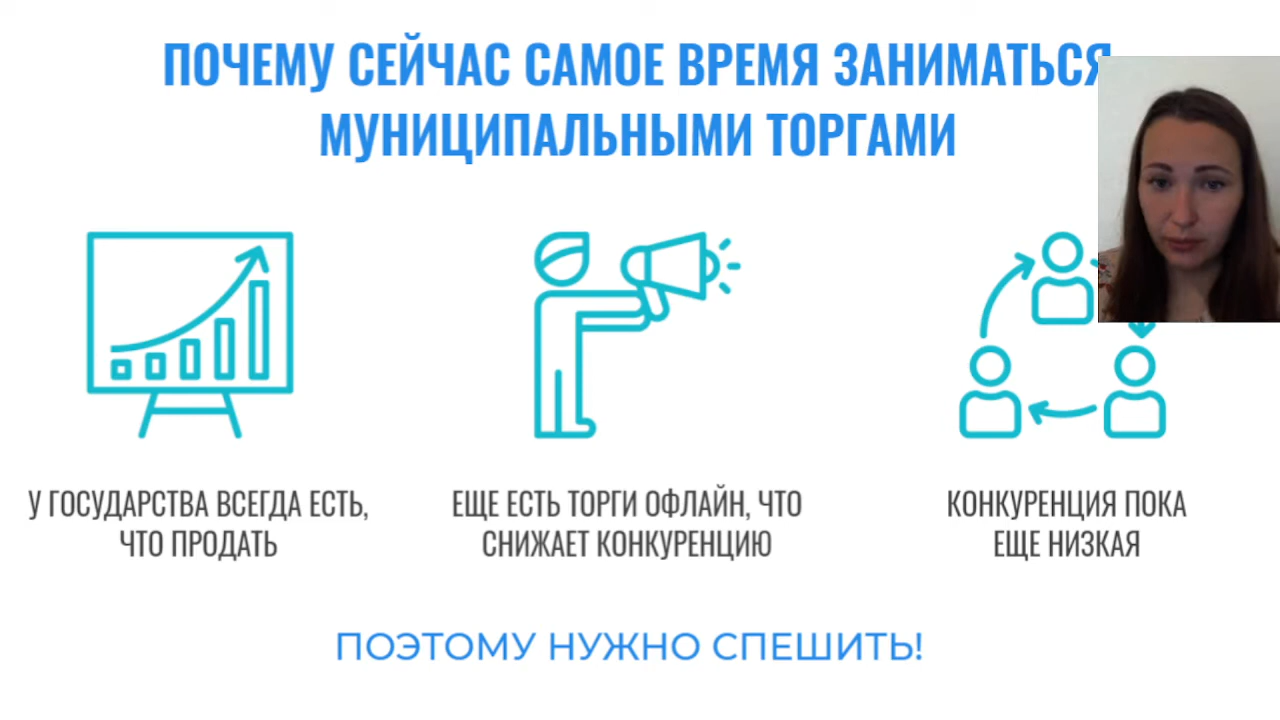 ПОЧЕМУ СЕЙЧАС САМОЕ ВРЕМЯ ЗАНИМАТЬСЯ
МУНИЦИПАЛЬНЫМИ ТОРГАМИ
У ГОСУДАРСТВА ВСЕГДА ЕСТЬ,
ЧТО ПРОДАТЬ
ЕЩЕ ЕСТЬ ТОРГИ ОФЛАЙН, ЧТО
СНИЖАЕТ КОНКУРЕНЦИЮ
КОНКУРЕНЦИЯ ПОКА
ЕЩЕ НИЗКАЯ
ПОЭТОМУ НУЖНО СПЕШИТЬ!